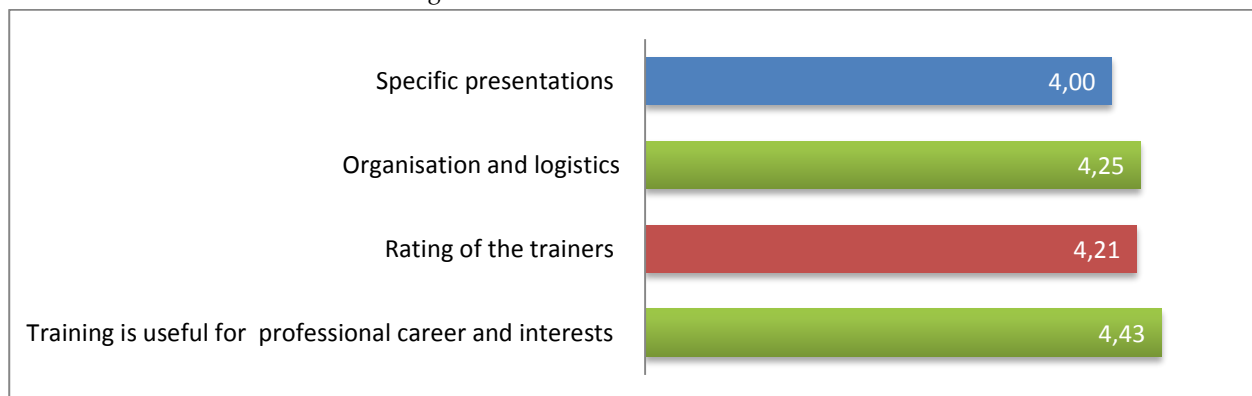 Specific presentations 4,00
Organisation and logistics 4,25
Rating of the trainers 4,21
Training is useful for professional career and interests 4,43